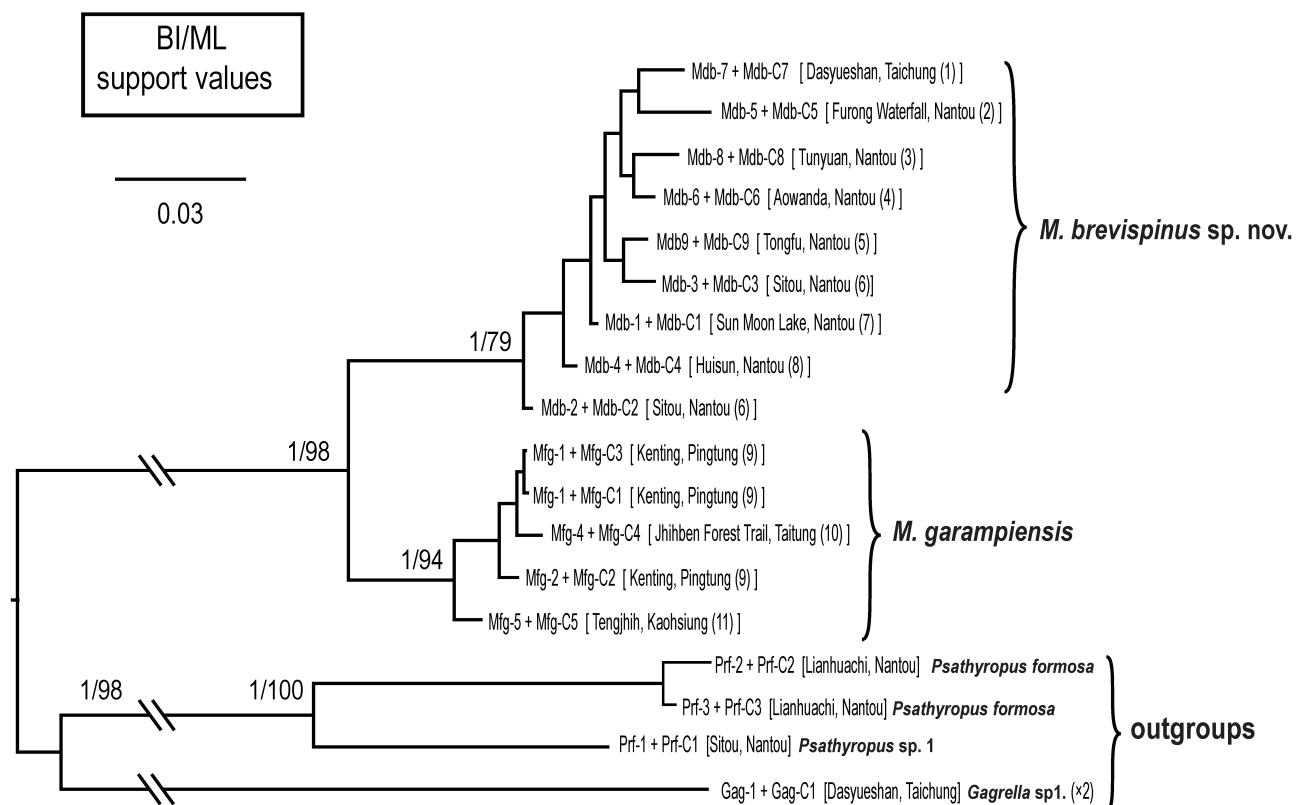 BI/ML
support values
0.03
Mdb-7 + Mdb-C7 [ Dasyueshan, Taichung (1) ]
Mdb-5 + Mdb-C5 [ Furong Waterfall, Nantou (2) ]
Mdb-8 + Mdb-C8 [ Tunyuan, Nantou (3) ]
Mdb-6 + Mdb-C6 [ Aowanda, Nantou (4) ]
Mdb9 + Mdb-C9 [ Tongfu, Nantou (5) ]
M. brevispinus sp. nov.
Mdb-3 + Mdb-C3 [ Sitou, Nantou (6)]
Mdb-1 + Mdb-C1 [ Sun Moon Lake, Nantou (7) ]
1/79
Mdb-4 + Mdb-C4 [ Huisun, Nantou (8) ]
Mdb-2 + Mdb-C2 [ Sitou, Nantou (6) ]
1/98
Mfg-1 + Mfg-C3 [ Kenting, Pingtung (9) ]
Mfg-1 + Mfg-C1 [ Kenting, Pingtung (9) ]
Mfg-4 + Mfg-C4 [ Jhihben Forest Trail, Taitung (10) ]
M. garampiensis
1/94
Mfg-2 + Mfg-C2 [ Kenting, Pingtung (9) ]
Mfg-5 + Mfg-C5 [ Tengjhih, Kaohsiung (11) ]
Prf-2 + Prf-C2 [Lianhuachi, Nantou] Psathyropus formosa
1/98
1/100
Prf-3 + Prf-C3 [Lianhuachi, Nantou] Psathyropus formosa
outgroups
Prf-1 + Prf-C1 [Sitou, Nantou] Psathyropus sp. 1
Gag-1 + Gag-C1 [Dasyueshan, Taichung] Gagrella sp1. (×2)